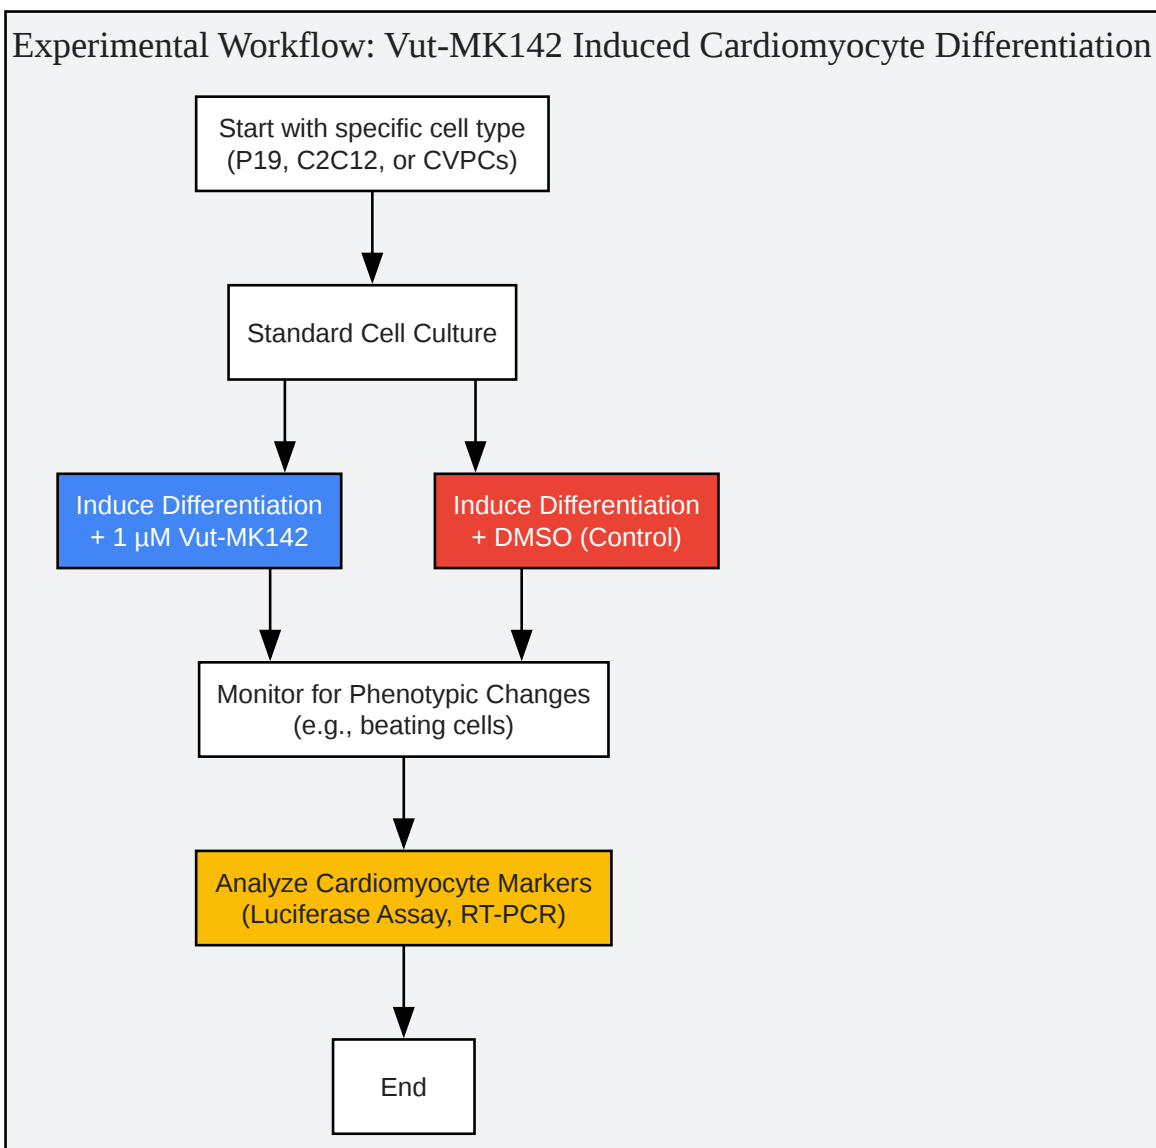 Experimental Workflow: Vut-MK142 Induced Cardiomyocyte Differentiation
Start with specific cell type
(P19, C2C12, or CVPCs)
Standard Cell Culture
Induce Differentiation
+ 1 µM Vut-MK142
Induce Differentiation
+ DMSO (Control)
Monitor for Phenotypic Changes
(e.g., beating cells)
Analyze Cardiomyocyte Markers
(Luciferase Assay, RT-PCR)
End